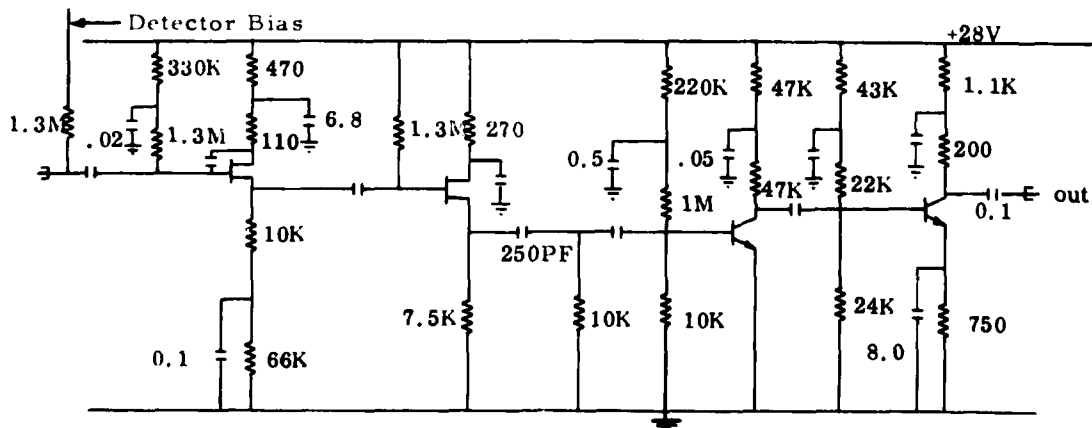 Detector Bias
+28V
330K
470
220K
47K
43K
1.1K
1.3M
.02
1.3M
110
6.8
1.3M
270
0.5
.05
200
47K
22K
1M
0.1
out
10K
250PF
7.5K
10K
10K
24K
750
0.1
66K
8.0